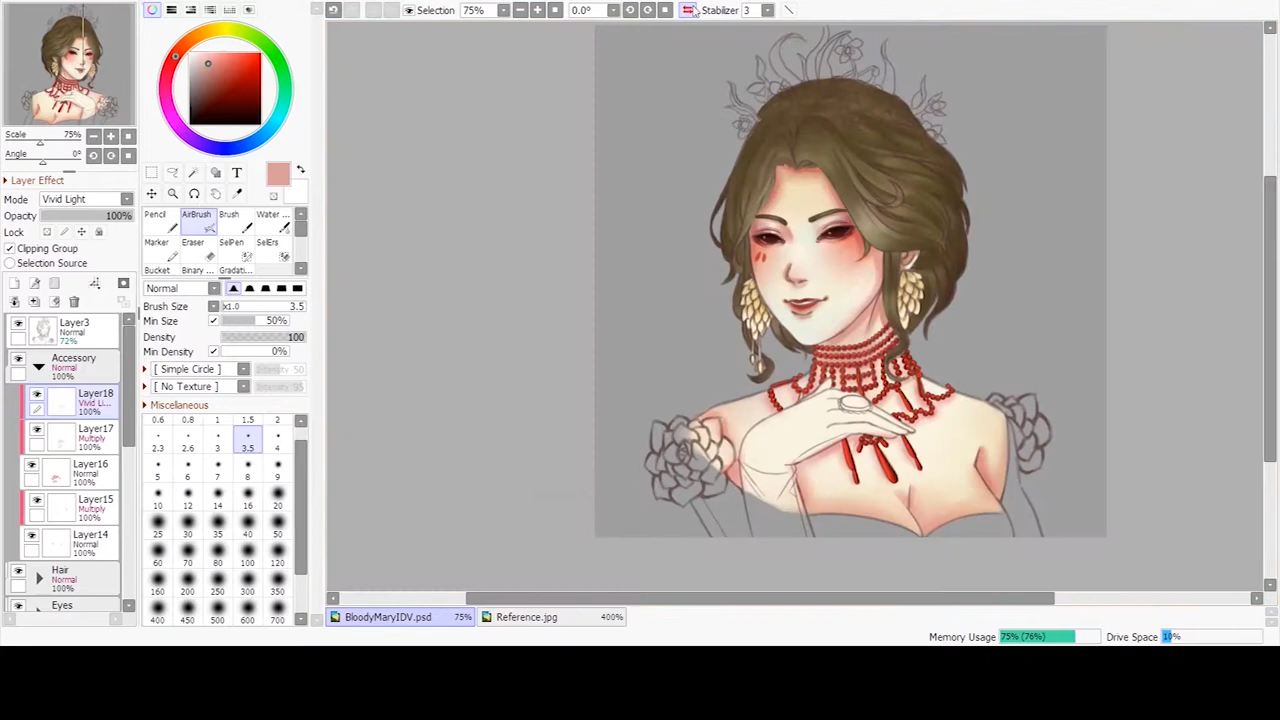 Selection 75% 0.0° Stabilizer 3
Scale 75%
Angle 0°
Layer Effect
Mode Vivid Light
Opacity 100%
Lock
Clipping Group
Selection Source
Layer3
Normal
72%
Accessory
Normal
100%
Layer18
Vivid Li...
100%
Layer17
Multiply
100%
Layer16
Normal
100%
Layer15
Multiply
100%
Layer14
Normal
100%
Hair
Normal
100%
Eyes
T
Pencil AirBrush Brush Water ...
Marker Eraser SelPen SelErs
Bucket Binary ... Gradati...
Normal
Brush Size x1.0 3.5
Min Size 50%
Density 100
Min Density 0%
[ Simple Circle ] Intensity 50
[ No Texture ] Intensity 95
Miscellaneous
0.6 0.8 1 1.5 2
2.3 2.6 3 3.5 4
5 6 7 8 9
10 12 14 16 20
25 30 35 40 50
60 70 80 100 120
160 200 250 300 350
400 450 500 600 700
BloodyMaryIDV.psd 75% Reference.jpg 400%
Memory Usage 75% (76%) Drive Space 10%